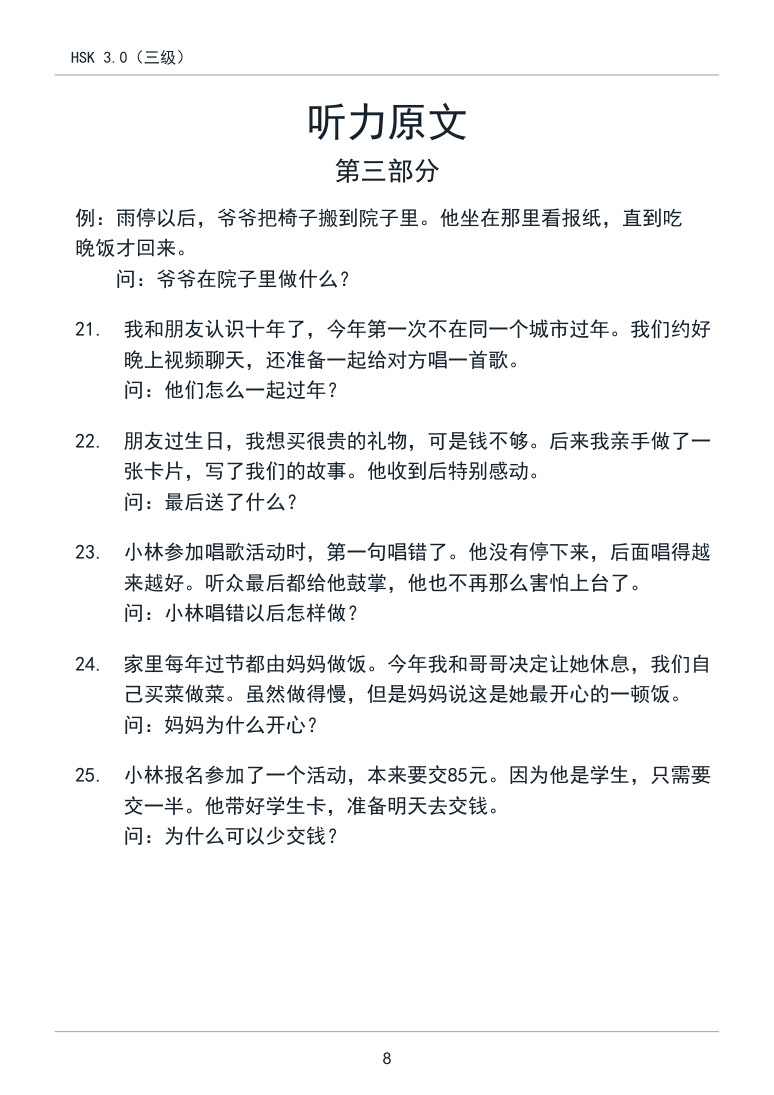 HSK 3.0（三级）
听力原文
第三部分
例：雨停以后，爷爷把椅子搬到院子里。他坐在那里看报纸，直到吃
晚饭才回来。
问：爷爷在院子里做什么？
21. 我和朋友认识十年了，今年第一次不在同一个城市过年。我们约好
晚上视频聊天，还准备一起给对方唱一首歌。
问：他们怎么一起过年？
22. 朋友过生日，我想买很贵的礼物，可是钱不够。后来我亲手做了一
张卡片，写了我们的故事。他收到后特别感动。
问：最后送了什么？
23. 小林参加唱歌活动时，第一句唱错了。他没有停下来，后面唱得越
来越好。听众最后都给他鼓掌，他也不再那么害怕上台了。
问：小林唱错以后怎样做？
24. 家里每年过节都由妈妈做饭。今年我和哥哥决定让她休息，我们自
己买菜做菜。虽然做得慢，但是妈妈说这是她最开心的一顿饭。
问：妈妈为什么开心？
25. 小林报名参加了一个活动，本来要交85元。因为他是学生，只需要
交一半。他带好学生卡，准备明天去交钱。
问：为什么可以少交钱？
8